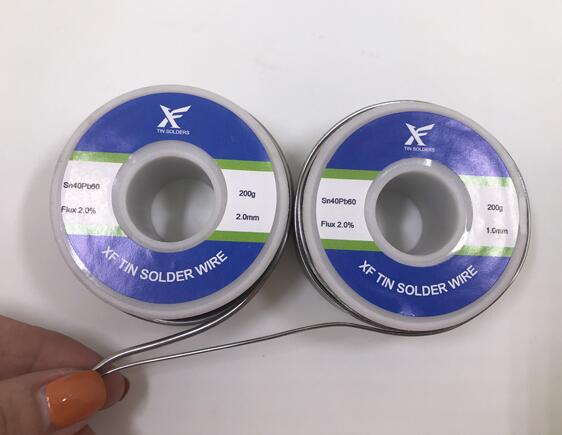 XF
TIN SOLDERS
Sn40Pb60
200g
Flux 2.0%
2.0mm
XF TIN SOLDER WIRE
XF
TIN SOLDERS
Sn40Pb60
200g
Flux 2.0%
1.0mm
XF TIN SOLDER WIRE